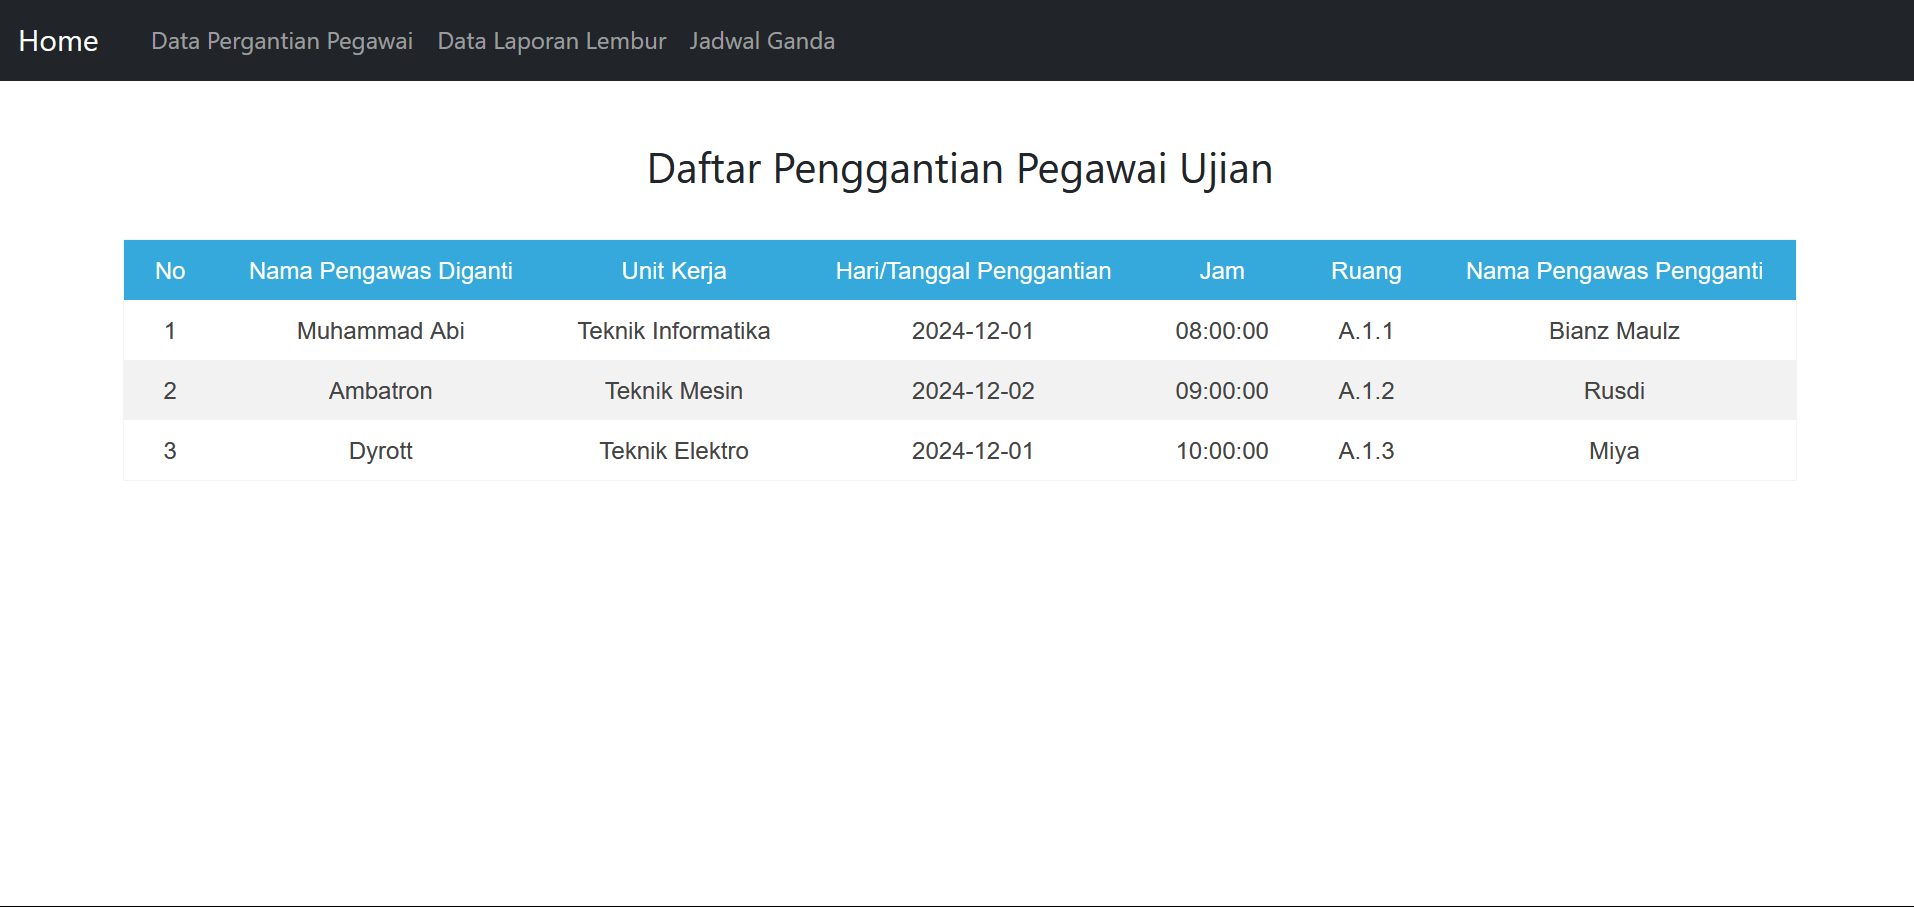 Home Data Pergantian Pegawai Data Laporan Lembur Jadwal Ganda
Daftar Penggantian Pegawai Ujian
No Nama Pengawas Diganti Unit Kerja Hari/Tanggal Penggantian Jam Ruang Nama Pengawas Pengganti
1 Muhammad Abi Teknik Informatika 2024-12-01 08:00:00 A.1.1 Bianz Maulz
2 Ambatron Teknik Mesin 2024-12-02 09:00:00 A.1.2 Rusdi
3 Dyrott Teknik Elektro 2024-12-01 10:00:00 A.1.3 Miya